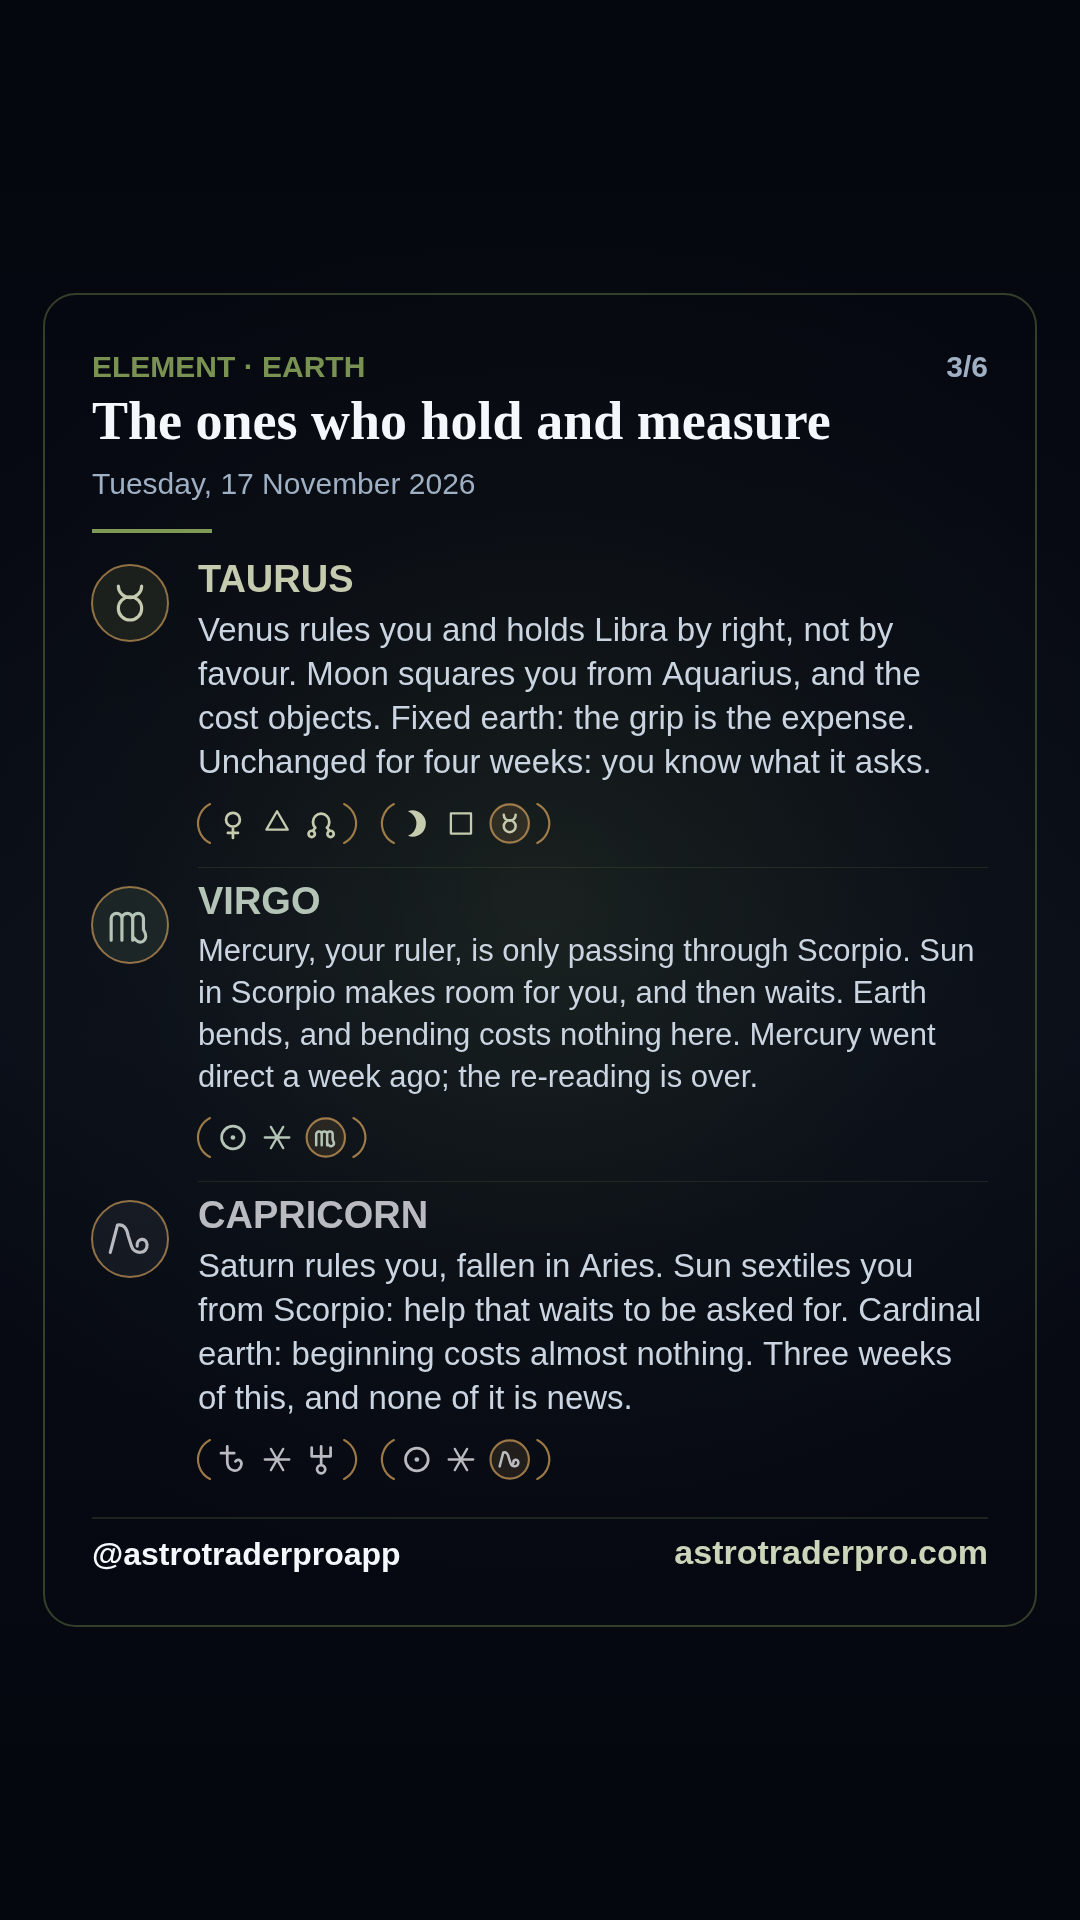 ELEMENT · EARTH
3/6
The ones who hold and measure
Tuesday, 17 November 2026
TAURUS
Venus rules you and holds Libra by right, not by
favour. Moon squares you from Aquarius, and the
cost objects. Fixed earth: the grip is the expense.
Unchanged for four weeks: you know what it asks.
VIRGO
Mercury, your ruler, is only passing through Scorpio. Sun
in Scorpio makes room for you, and then waits. Earth
bends, and bending costs nothing here. Mercury went
direct a week ago; the re-reading is over.
CAPRICORN
Saturn rules you, fallen in Aries. Sun sextiles you
from Scorpio: help that waits to be asked for. Cardinal
earth: beginning costs almost nothing. Three weeks
of this, and none of it is news.
@astrotraderproapp
astrotraderpro.com